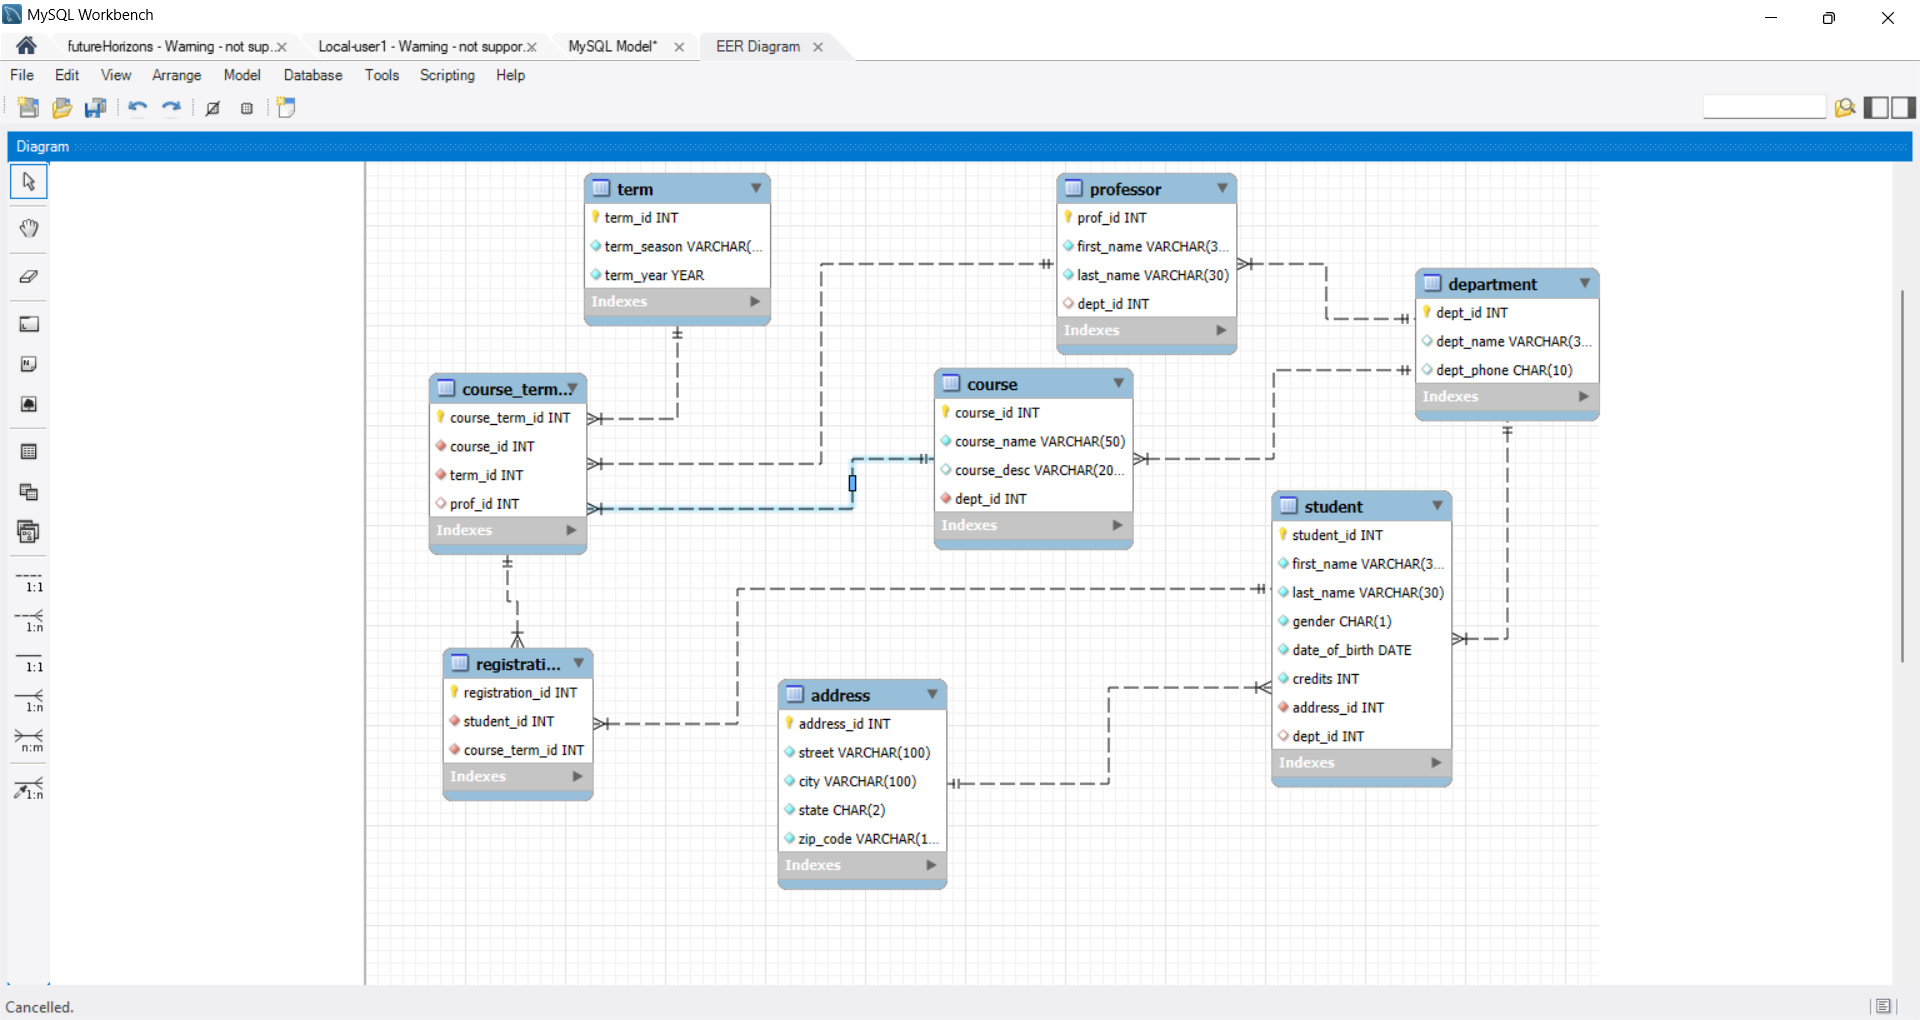 MySQL Workbench
futureHorizons - Warning - not sup..
Local-user1 - Warning - not suppor..
MySQL Model*
EER Diagram
File Edit View Arrange Model Database Tools Scripting Help
Diagram
term
term_id INT
term_season VARCHAR(...
term_year YEAR
Indexes
professor
prof_id INT
first_name VARCHAR(3...
last_name VARCHAR(30)
dept_id INT
Indexes
department
dept_id INT
dept_name VARCHAR(3...
dept_phone CHAR(10)
Indexes
course_term...
course_term_id INT
course_id INT
term_id INT
prof_id INT
Indexes
course
course_id INT
course_name VARCHAR(50)
course_desc VARCHAR(20...
dept_id INT
Indexes
student
student_id INT
first_name VARCHAR(3...
last_name VARCHAR(30)
gender CHAR(1)
date_of_birth DATE
credits INT
address_id INT
dept_id INT
Indexes
registrati...
registration_id INT
student_id INT
course_term_id INT
Indexes
address
address_id INT
street VARCHAR(100)
city VARCHAR(100)
state CHAR(2)
zip_code VARCHAR(1...
Indexes
1:1
1:n
1:1
1:n
n:m
1:n
Cancelled.